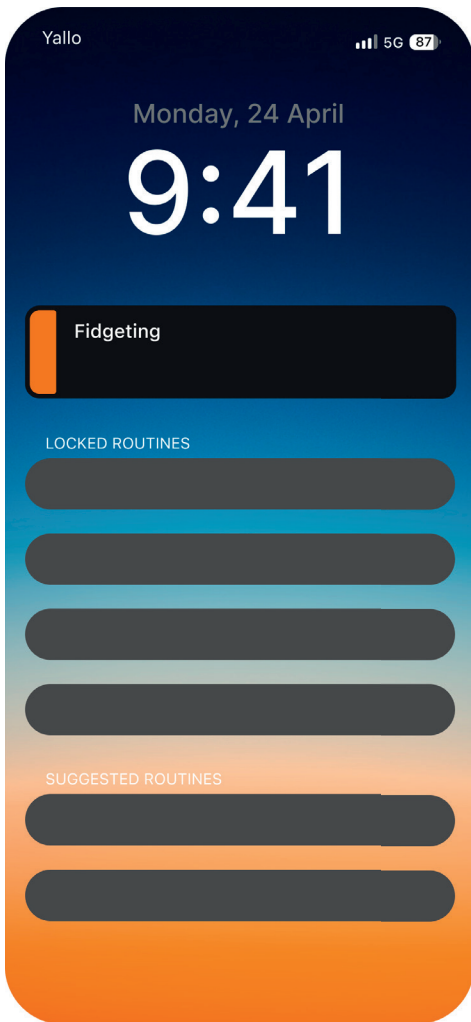 Yallo
5G 87
Monday, 24 April
9:41
Fidgeting
LOCKED ROUTINES
SUGGESTED ROUTINES